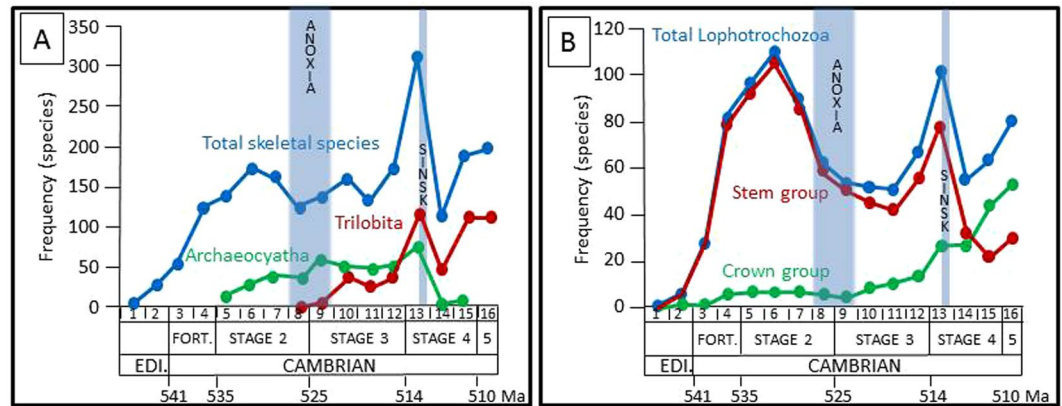 A
350
300
250
200
150
100
50
0
Frequency (species)
ANOXIA
Total skeletal species
SINSK
Trilobita
Archaeocyatha
1 2 3 4 5 6 7 8 9 10 11 12 13 14 15 16
FORT. STAGE 2 STAGE 3 STAGE 4 5
EDI. CAMBRIAN
541 535 525 514 510 Ma
B
120
100
80
60
40
20
0
Frequency (species)
Total Lophotrochozoa
ANOXIA
Stem group
SINSK
Crown group
1 2 3 4 5 6 7 8 9 10 11 12 13 14 15 16
FORT. STAGE 2 STAGE 3 STAGE 4 5
EDI. CAMBRIAN
541 535 525 514 510 Ma